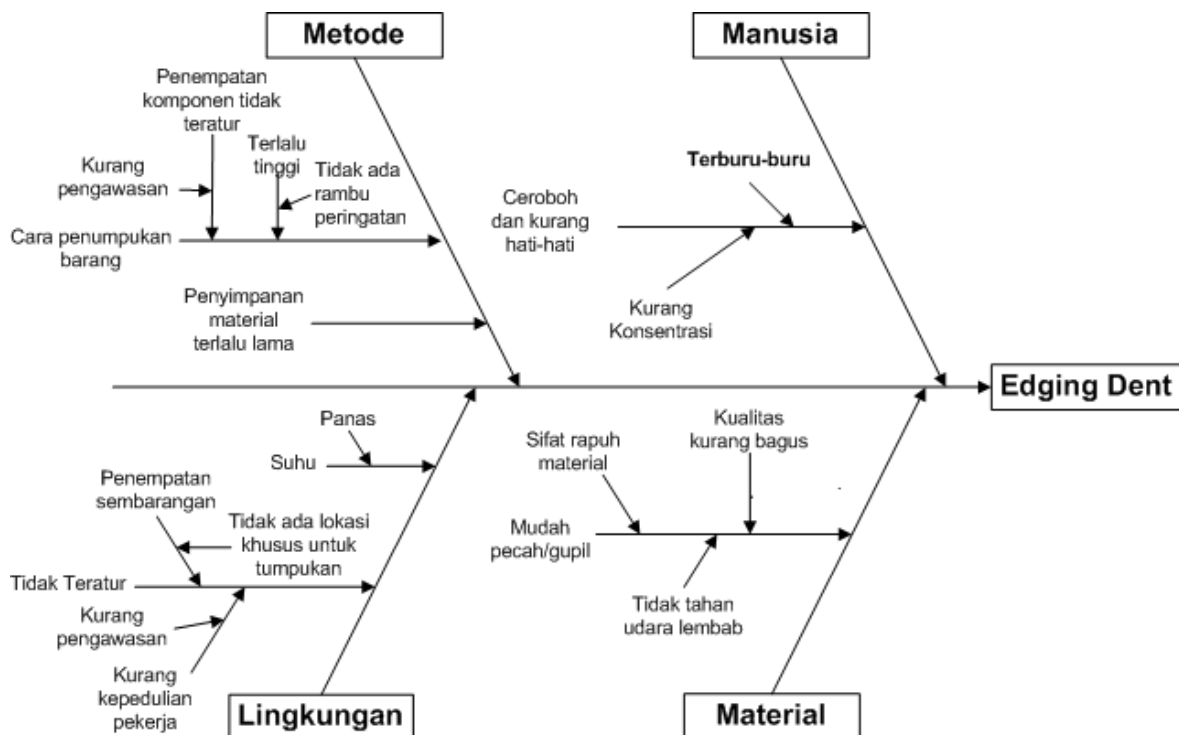 Metode
Manusia
Penempatan
komponen tidak
teratur
Terlalu
tinggi
Kurang
pengawasan
Tidak ada
rambu
peringatan
Cara penumpukan
barang
Penyimpanan
material
terlalu lama
Terburu-buru
Ceroboh
dan kurang
hati-hati
Kurang
Konsentrasi
Edging Dent
Panas
Suhu
Penempatan
sembarangan
Tidak ada lokasi
khusus untuk
tumpukan
Tidak Teratur
Kurang
pengawasan
Kurang
kepedulian
pekerja
Kualitas
kurang bagus
Sifat rapuh
material
Mudah
pecah/gupil
Tidak tahan
udara lembab
Lingkungan
Material